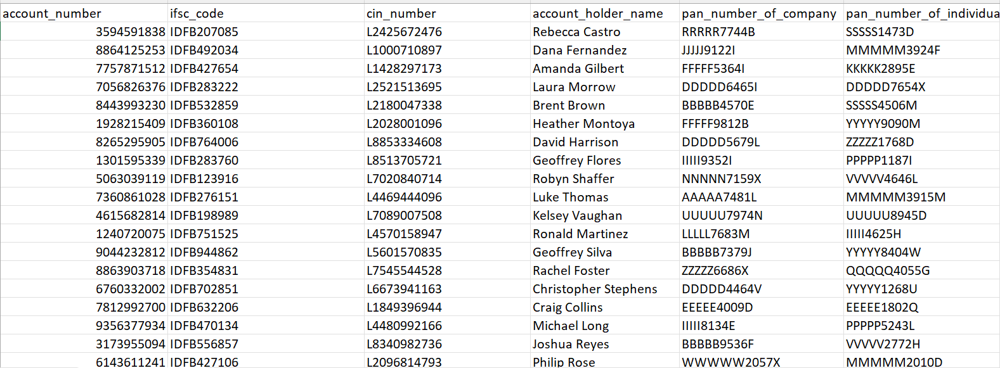 account_number ifsc_code cin_number account_holder_name pan_number_of_company pan_number_of_individua
3594591838 IDFB207085 L2425672476 Rebecca Castro RRRRR7744B SSSSS1473D
8864125253 IDFB492034 L1000710897 Dana Fernandez JJJJJ9122I MMMMM3924F
7757871512 IDFB427654 L1428297173 Amanda Gilbert FFFFF5364I KKKKK2895E
7056826376 IDFB283222 L2521513695 Laura Morrow DDDDD6465I DDDDD7654X
8443993230 IDFB532859 L2180047338 Brent Brown BBBBB4570E SSSSS4506M
1928215409 IDFB360108 L2028001096 Heather Montoya FFFFF9812B YYYYY9090M
8265295905 IDFB764006 L8853334608 David Harrison DDDDD5679L ZZZZZ1768D
1301595339 IDFB283760 L8513705721 Geoffrey Flores IIIII9352I PPPPP1187I
5063039119 IDFB123916 L7020840714 Robyn Shaffer NNNNN7159X VVVVV4646L
7360861028 IDFB276151 L4469444096 Luke Thomas AAAAA7481L MMMMM3915M
4615682814 IDFB198989 L7089007508 Kelsey Vaughan UUUUU7974N UUUUU8945D
1240720075 IDFB751525 L4570158947 Ronald Martinez LLLLL7683M IIIII4625H
9044232812 IDFB944862 L5601570835 Geoffrey Silva BBBBB7379J YYYYY8404W
8863903718 IDFB354831 L7545544528 Rachel Foster ZZZZZ6686X QQQQQ4055G
6760332002 IDFB702851 L6673941163 Christopher Stephens DDDDD4464V YYYYY1268U
7812992700 IDFB632206 L1849396944 Craig Collins EEEEE4009D EEEEE1802Q
9356377934 IDFB470134 L4480992166 Michael Long IIIII8134E PPPPP5243L
3173955094 IDFB556857 L8340982736 Joshua Reyes BBBBB9536F VVVVV2772H
6143611241 IDFB427106 L2096814793 Philip Rose WWWWW2057X MMMMM2010D